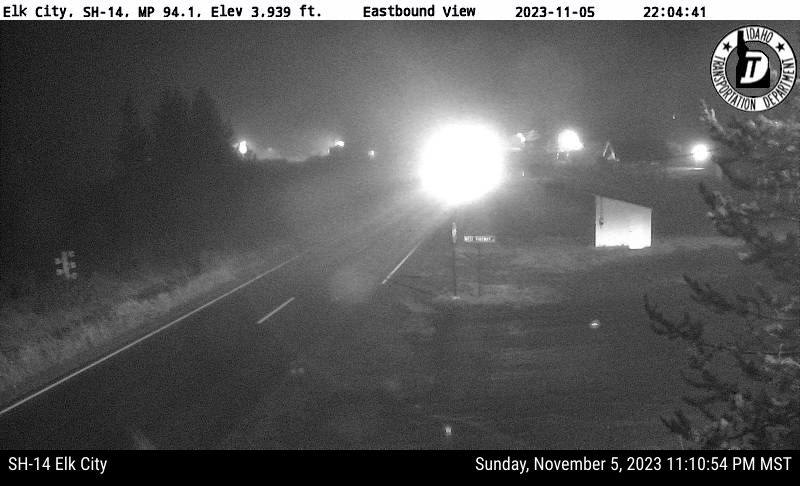 Elk City, SH-14, MP 94.1, Elev 3,939 ft. Eastbound View 2023-11-05 22:04:41
IDAHO
TRANSPORTATION DEPARTMENT
SH-14 Elk City Sunday, November 5, 2023 11:10:54 PM MST